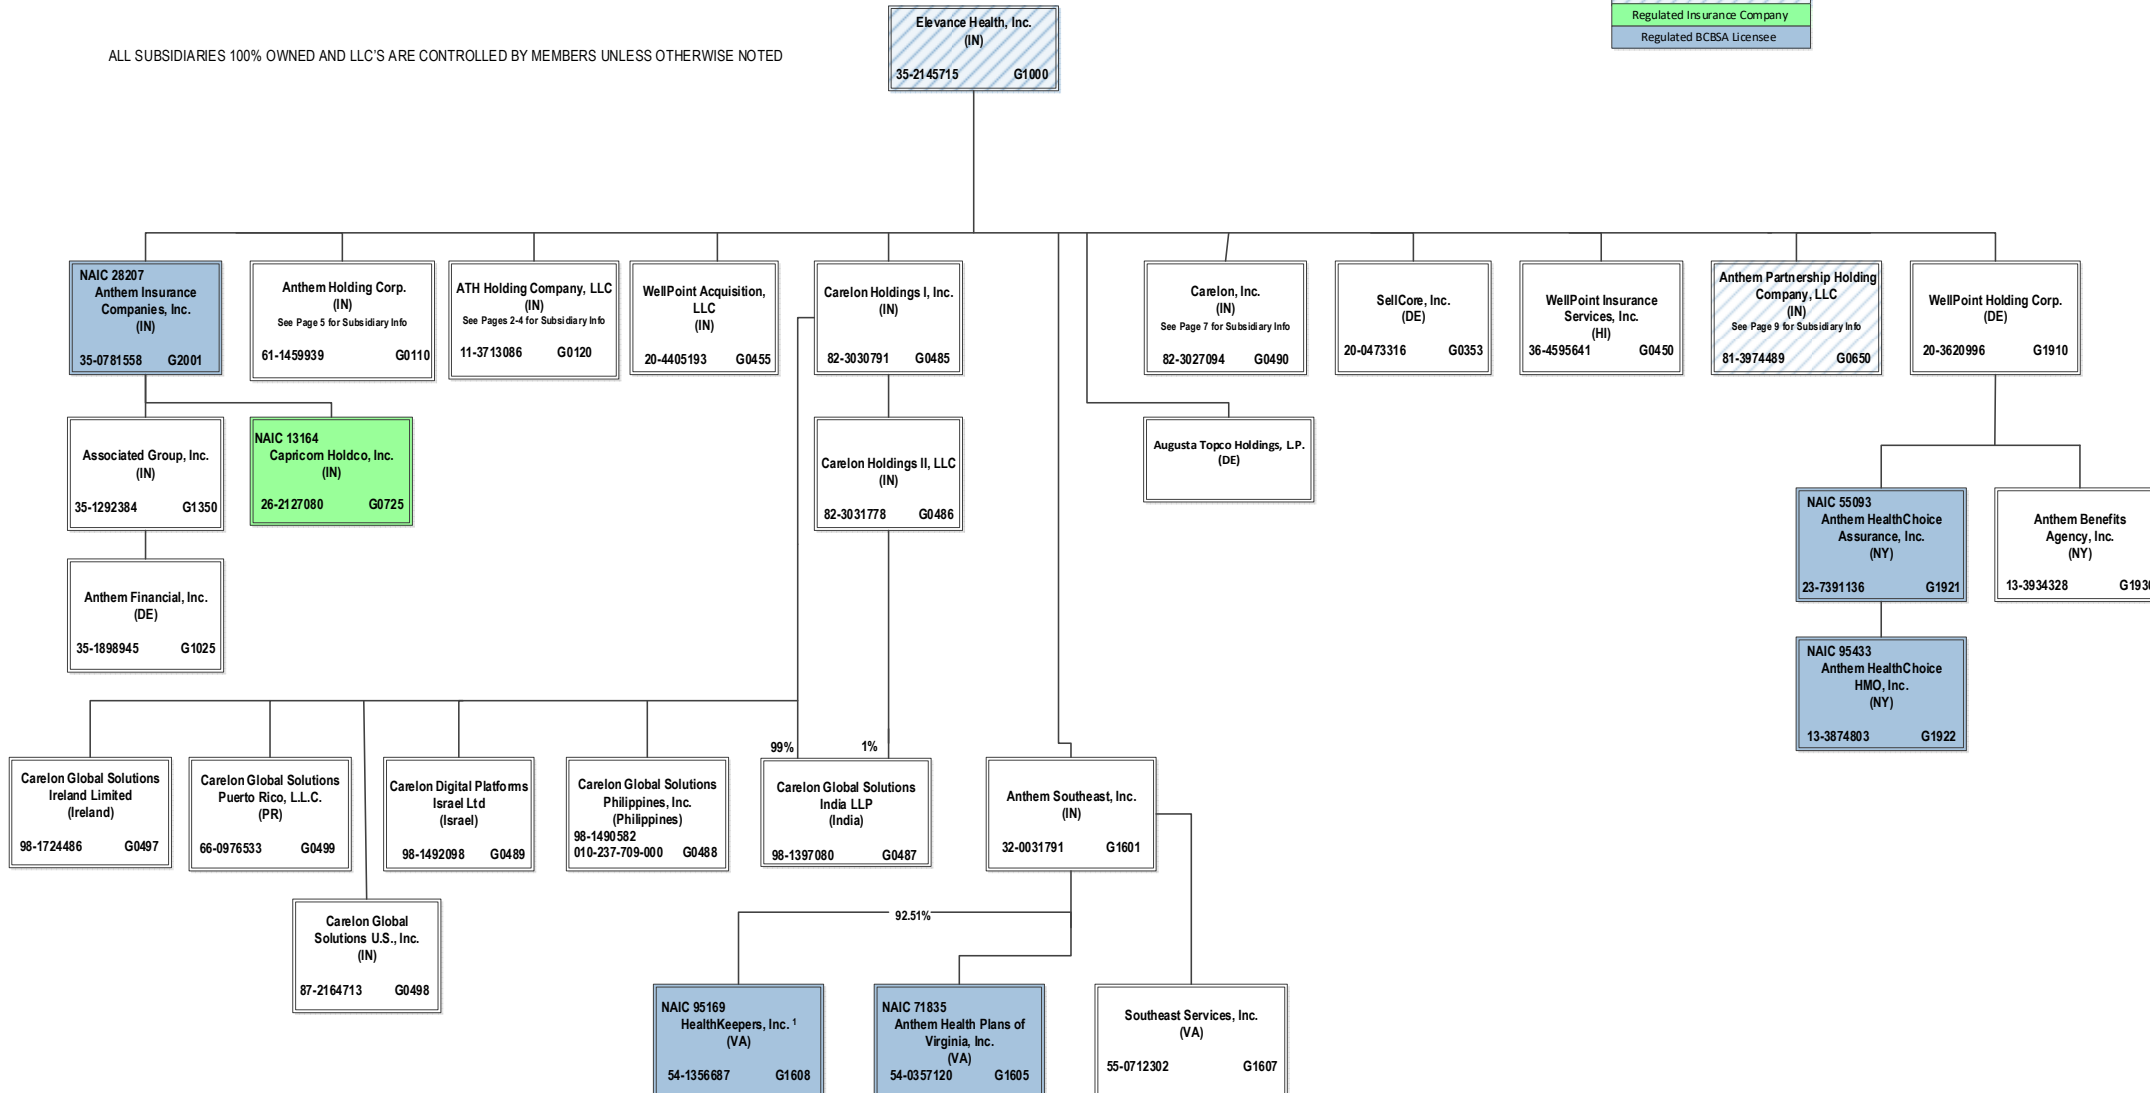 Elevance Health, Inc.
(IN)
35-2145715 G1000
Regulated Insurance Company
Regulated BCBSA Licensee
ALL SUBSIDIARIES 100% OWNED AND LLC'S ARE CONTROLLED BY MEMBERS UNLESS OTHERWISE NOTED
NAIC 28207
Anthem Insurance
Companies, Inc.
(IN)
35-0781558 G2001
Anthem Holding Corp.
(IN)
See Page 5 for Subsidiary Info
61-1459939 G0110
ATH Holding Company, LLC
(IN)
See Pages 2-4 for Subsidiary Info
11-3713086 G0120
WellPoint Acquisition,
LLC
(IN)
20-4405193 G0455
Carelon Holdings I, Inc.
(IN)
82-3030791 G0485
Carelon, Inc.
(IN)
See Page 7 for Subsidiary Info
82-3027094 G0490
SellCore, Inc.
(DE)
20-0473316 G0353
WellPoint Insurance
Services, Inc.
(HI)
36-4595641 G0450
Anthem Partnership Holding
Company, LLC
(IN)
See Page 9 for Subsidiary Info
81-3974489 G0650
WellPoint Holding Corp.
(DE)
20-3620996 G1910
Associated Group, Inc.
(IN)
35-1292384 G1350
NAIC 13164
Capricorn Holdco, Inc.
(IN)
26-2127080 G0725
Carelon Holdings II, LLC
(IN)
82-3031778 G0486
Augusta Topco Holdings, L.P.
(DE)
NAIC 55093
Anthem HealthChoice
Assurance, Inc.
(NY)
23-7391136 G1921
Anthem Benefits
Agency, Inc.
(NY)
13-3934328 G1930
Anthem Financial, Inc.
(DE)
35-1898945 G1025
NAIC 95433
Anthem HealthChoice
HMO, Inc.
(NY)
13-3874803 G1922
99% 1%
Carelon Global Solutions
Ireland Limited
(Ireland)
98-1724486 G0497
Carelon Global Solutions
Puerto Rico, L.L.C.
(PR)
66-0976533 G0499
Carelon Digital Platforms
Israel Ltd
(Israel)
98-1492098 G0489
Carelon Global Solutions
Philippines, Inc.
(Philippines)
98-1490582
010-237-709-000 G0488
Carelon Global Solutions
India LLP
(India)
98-1397080 G0487
Anthem Southeast, Inc.
(IN)
32-0031791 G1601
Carelon Global
Solutions U.S., Inc.
(IN)
87-2164713 G0498
92.51%
NAIC 95169
HealthKeepers, Inc. ¹
(VA)
54-1356687 G1608
NAIC 71835
Anthem Health Plans of
Virginia, Inc.
(VA)
54-0357120 G1605
Southeast Services, Inc.
(VA)
55-0712302 G1607